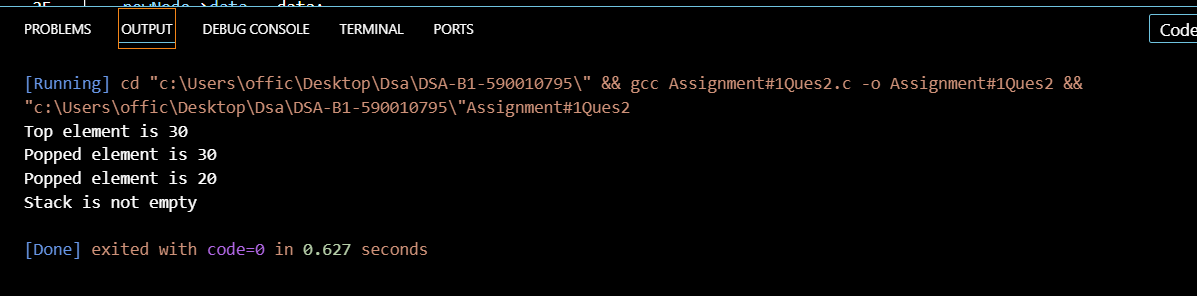 PROBLEMS OUTPUT DEBUG CONSOLE TERMINAL PORTS Code
[Running] cd "c:\Users\offic\Desktop\Dsa\DSA-B1-590010795\" && gcc Assignment#1Ques2.c -o Assignment#1Ques2 &&
"c:\Users\offic\Desktop\Dsa\DSA-B1-590010795\"Assignment#1Ques2
Top element is 30
Popped element is 30
Popped element is 20
Stack is not empty
[Done] exited with code=0 in 0.627 seconds